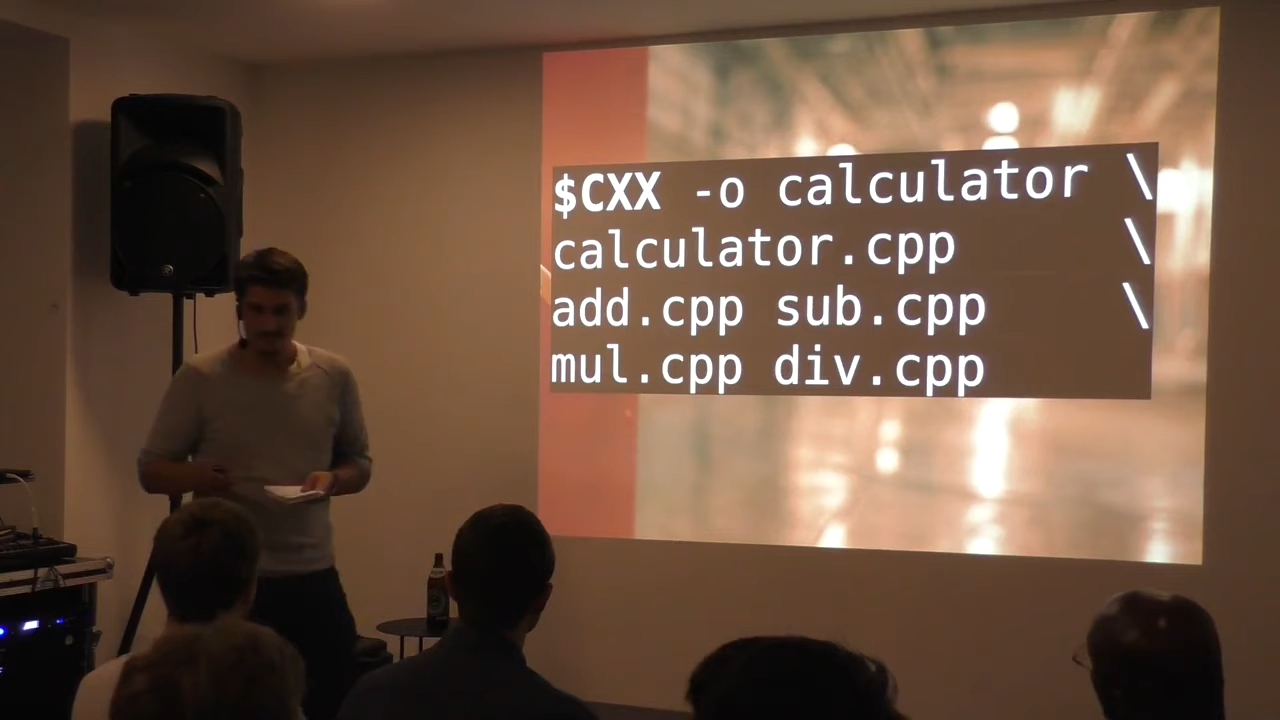 $CXX -o calculator \
calculator.cpp \
add.cpp sub.cpp \
mul.cpp div.cpp